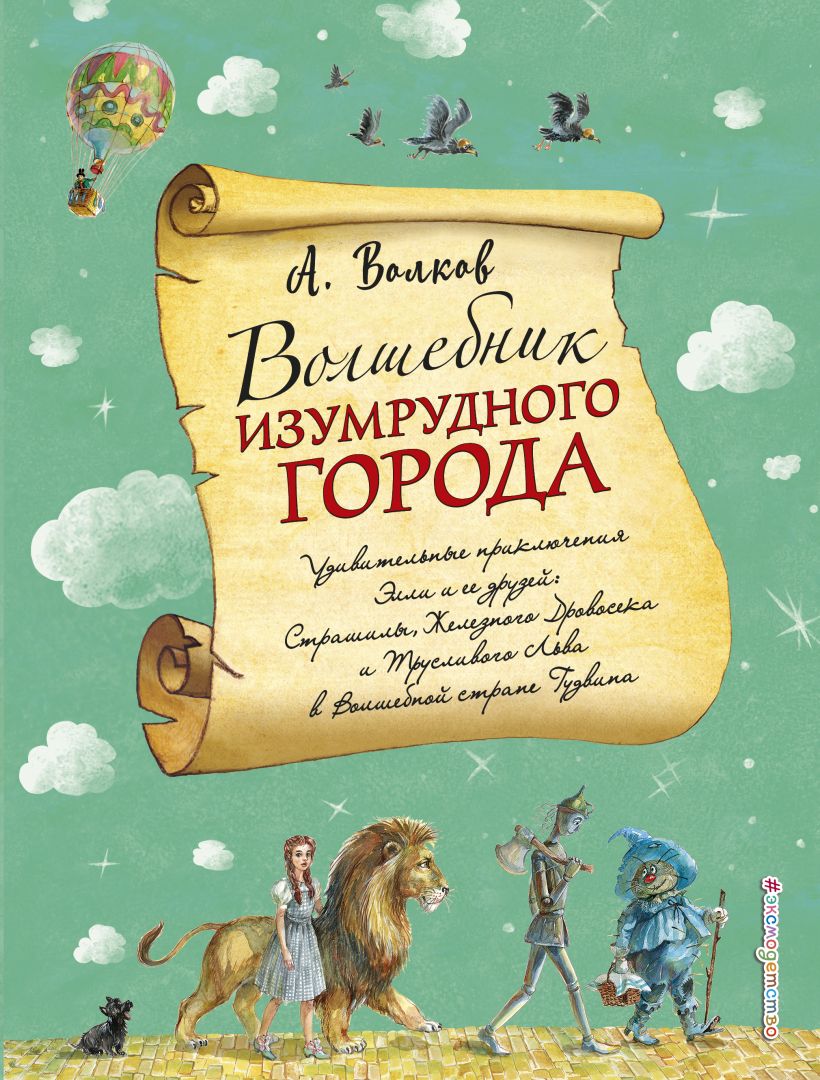 А. Волков
Волшебник
ИЗУМРУДНОГО
ГОРОДА
Удивительные приключения
Элли и ее друзей:
Страшилы, Железного Дровосека
и Трусливого Льва
в Волшебной стране Гудвина
#эксмодетство